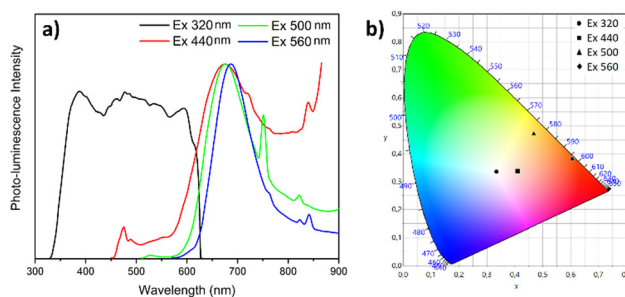 a)
Ex 320 nm
Ex 500 nm
Ex 440 nm
Ex 560 nm
Photo-luminescence Intensity
300 400 500 600 700 800 900
Wavelength (nm)
b)
Ex 320
Ex 440
Ex 500
Ex 560
0,9
0,8
0,7
0,6
0,5
0,4
0,3
0,2
0,1
0,0
y
0,0 0,1 0,2 0,3 0,4 0,5 0,6 0,7 0,8
x
520
530
540
550
560
570
580
590
600
610
620
510
500
490
480
470
460